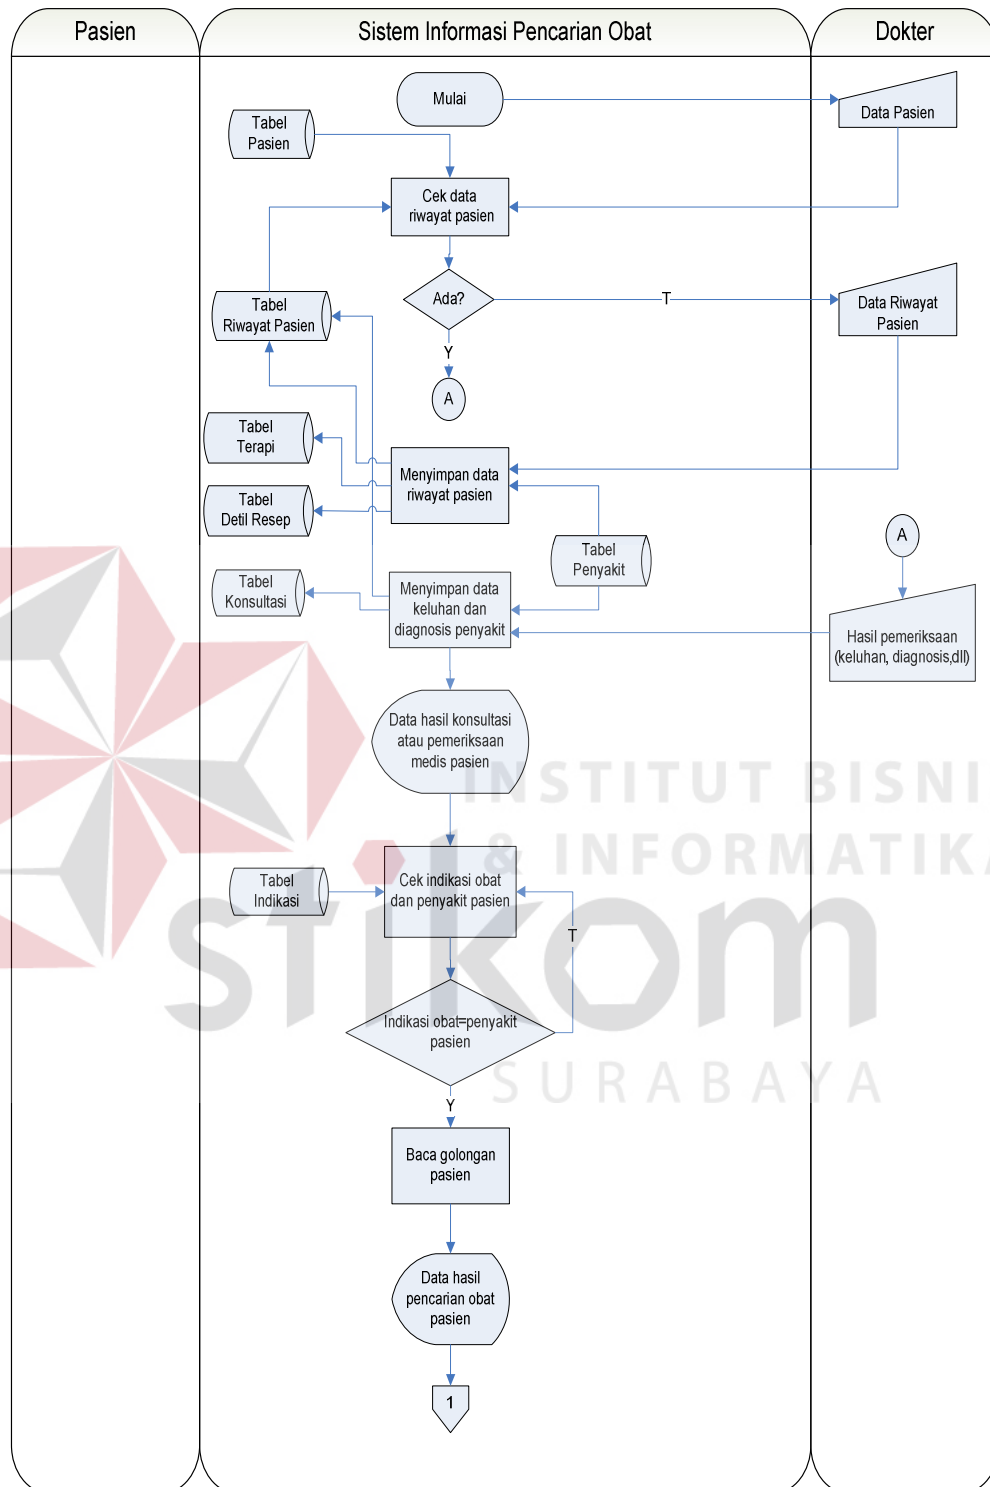 Pasien
Sistem Informasi Pencarian Obat
Dokter
Mulai
Data Pasien
Tabel
Pasien
Cek data
riwayat pasien
Ada?
T
Data Riwayat
Pasien
Tabel
Riwayat Pasien
Y
A
Tabel
Terapi
Menyimpan data
riwayat pasien
Tabel
Detil Resep
A
Tabel
Penyakit
Tabel
Konsultasi
Menyimpan data
keluhan dan
diagnosis penyakit
Hasil pemeriksaan
(keluhan, diagnosis,dll)
Data hasil konsultasi
atau pemeriksaan
medis pasien
INSTITUT BISNI
& INFORMATIKA
Tabel
Indikasi
Cek indikasi obat
dan penyakit pasien
T
stikom
Indikasi obat=penyakit
pasien
SURABAYA
Y
Baca golongan
pasien
Data hasil
pencarian obat
pasien
1